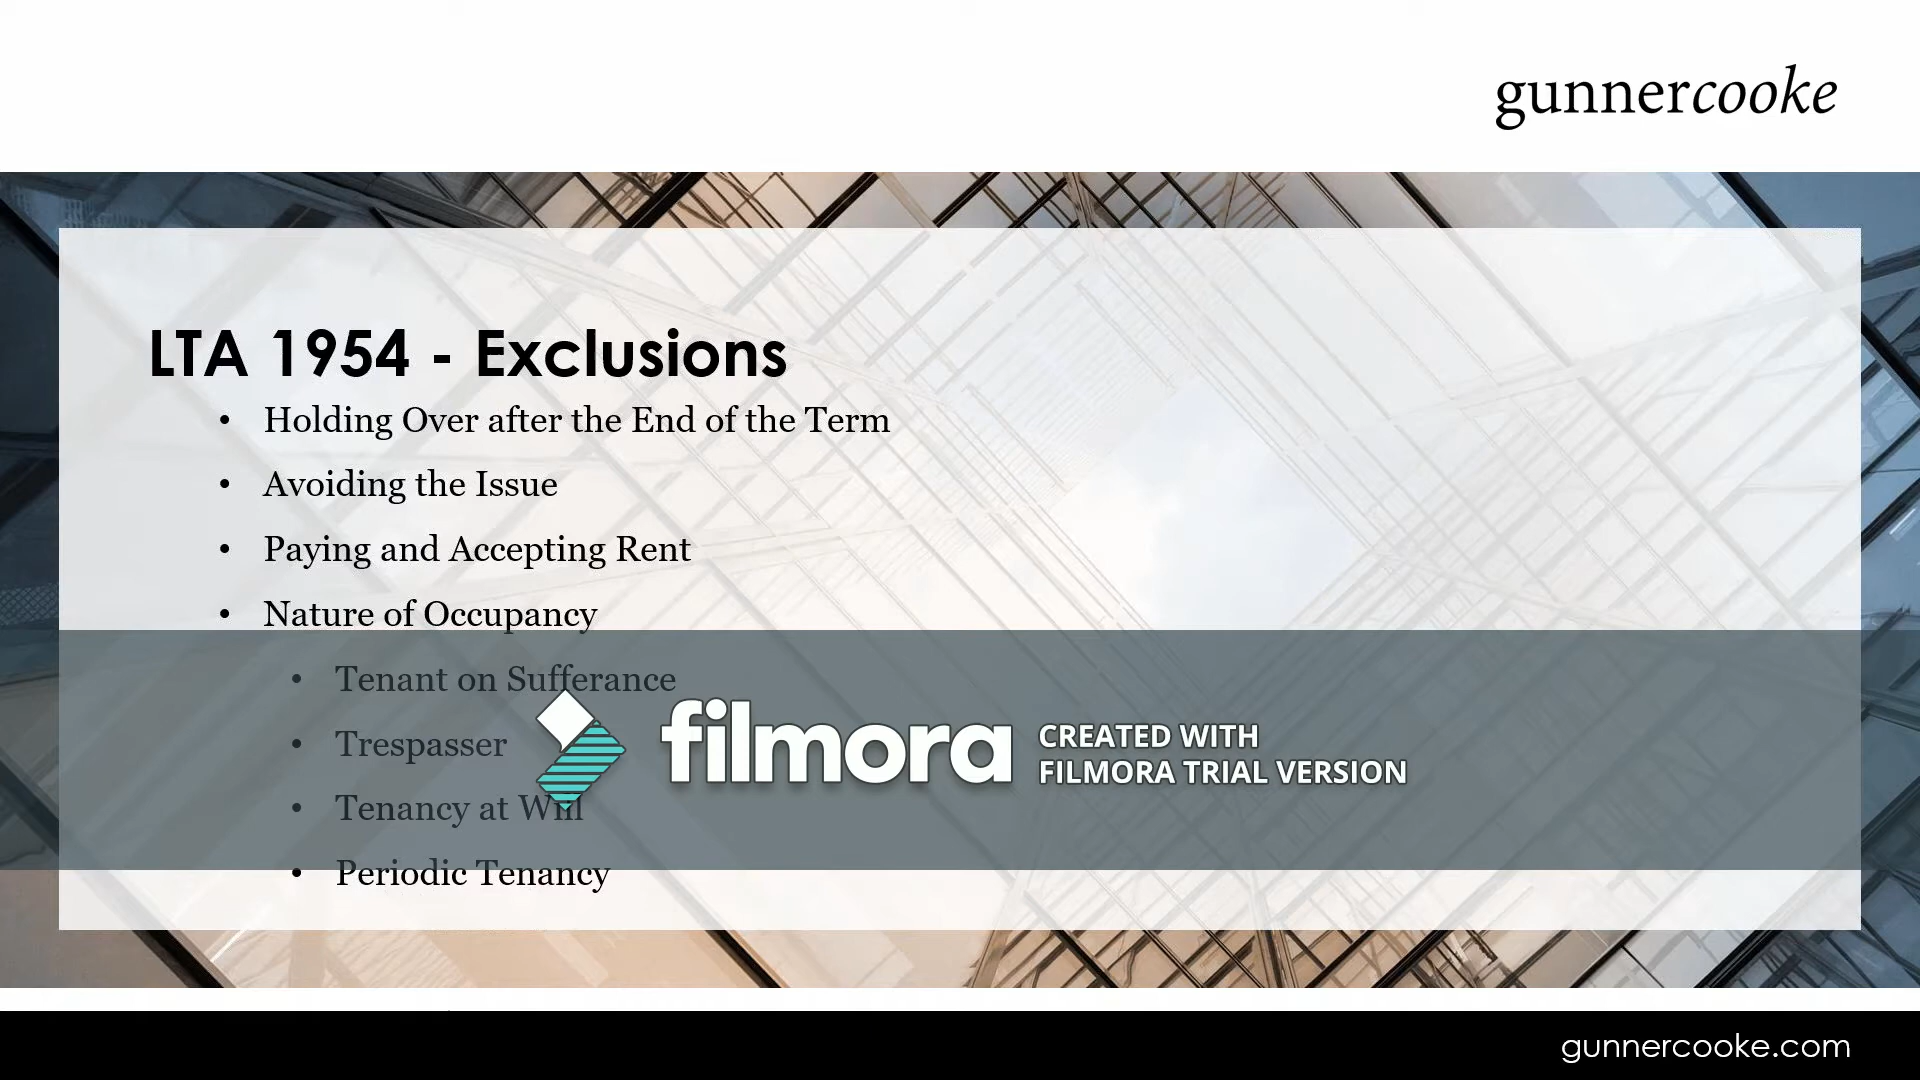 gunnercooke
LTA 1954 - Exclusions
• Holding Over after the End of the Term
• Avoiding the Issue
• Paying and Accepting Rent
• Nature of Occupancy
• Tenant on Sufferance
• Trespasser
• Tenancy at Will
• Periodic Tenancy
filmora
CREATED WITH
FILMORA TRIAL VERSION
gunnercooke.com